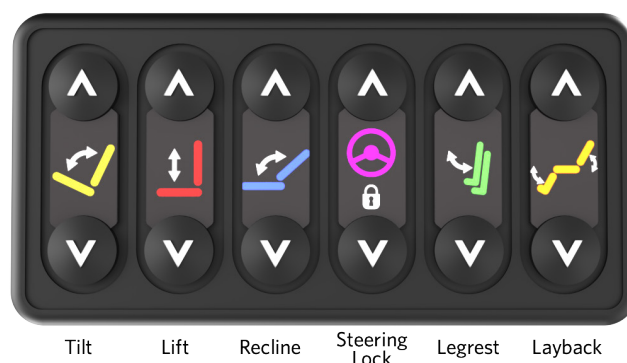 Tilt
Lift
Recline
Steering
Lock
Legrest
Layback